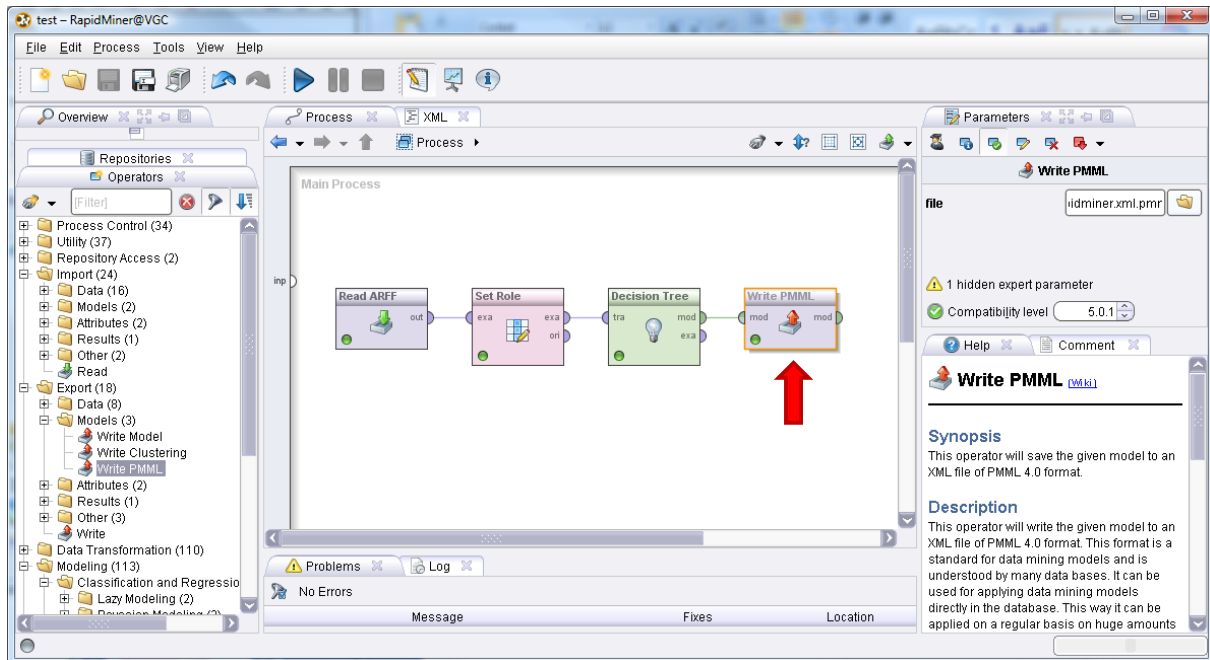 test – RapidMiner@VGC
File Edit Process Tools View Help
Overview
Process
XML
Parameters
Process
Repositories
Operators
Write PMML
[Filter]
Main Process
file
idminer.xml.pmr
Process Control (34)
Utility (37)
Repository Access (2)
Import (24)
Data (16)
Models (2)
Attributes (2)
Results (1)
Other (2)
Read
Export (18)
Data (8)
Models (3)
Write Model
Write Clustering
Write PMML
Attributes (2)
Results (1)
Other (3)
Write
Data Transformation (110)
Modeling (113)
Classification and Regressio
Lazy Modeling (2)
inp
Read ARFF
out
Set Role
exa exa
ori
Decision Tree
tra mod
exa
Write PMML
mod mod
1 hidden expert parameter
Compatibility level 5.0.1
Help
Comment
Write PMML (Wiki)
Synopsis
This operator will save the given model to an
XML file of PMML 4.0 format.
Description
This operator will write the given model to an
XML file of PMML 4.0 format. This format is a
standard for data mining models and is
understood by many data bases. It can be
used for applying data mining models
directly in the database. This way it can be
applied on a regular basis on huge amounts
Problems
Log
No Errors
Message Fixes Location